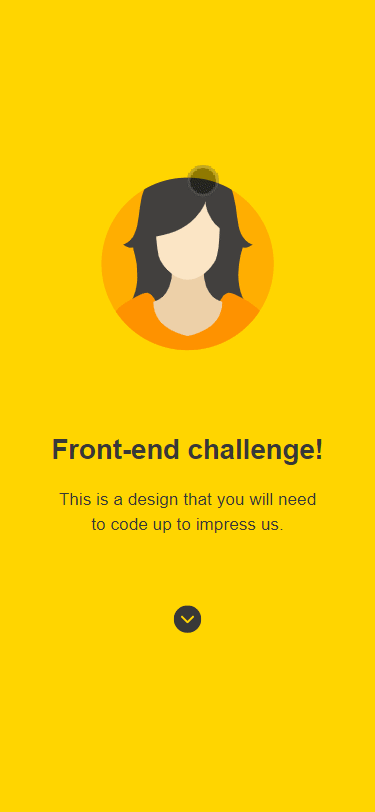 Front-end challenge!
This is a design that you will need
to code up to impress us.